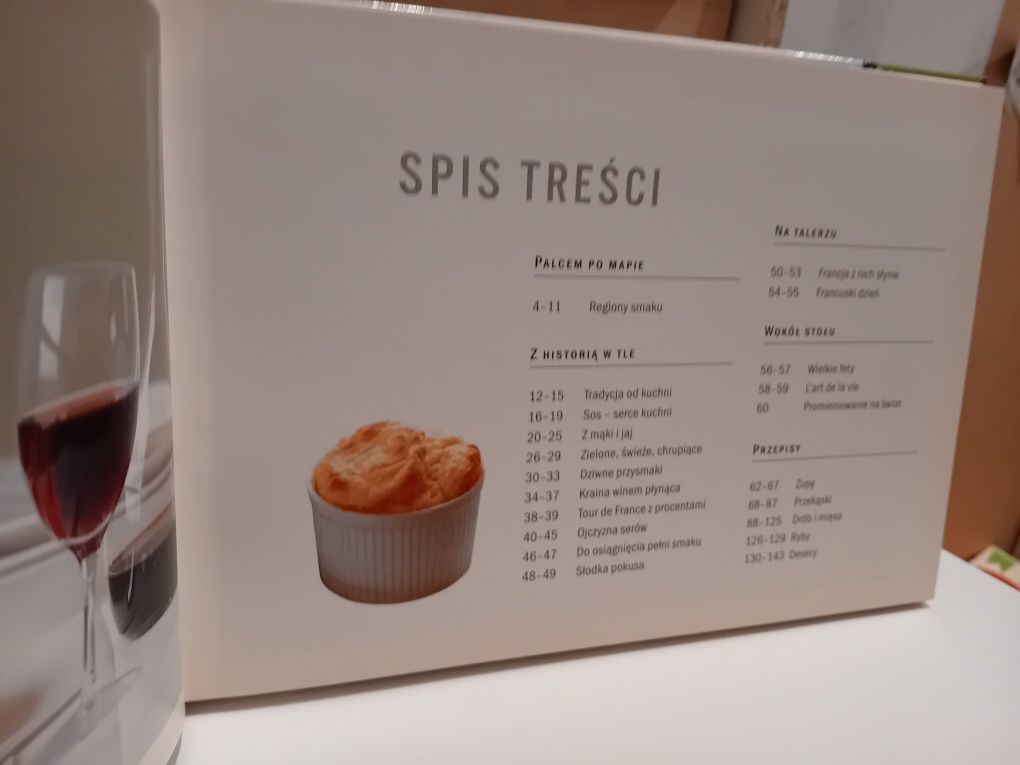 SPIS TREŚCI
PALCEM PO MAPIE
4-11 Regiony smaku
Z HISTORIĄ W TLE
12-15 Tradycja od kuchni
16-19 Sos – serce kuchni
20-25 Z mąki i jaj
26-29 Zielone, świeże, chrupiące
30-33 Dziwne przysmaki
34-37 Kraina winem płynąca
38-39 Tour de France z procentami
40-45 Ojczyzna serów
46-47 Do osiągnięcia pełni smaku
48-49 Słodka pokusa
NA TALERZU
50-53 Francja z nich słynie
54-55 Francuski dzień
WOKÓŁ STOŁU
56-57 Wielkie fety
58-59 L'art de la vie
60 Promieniowanie na świat
PRZEPISY
62-67 Zupy
68-87 Przekąski
88-125 Drób i mięso
126-129 Ryby
130-143 Desery